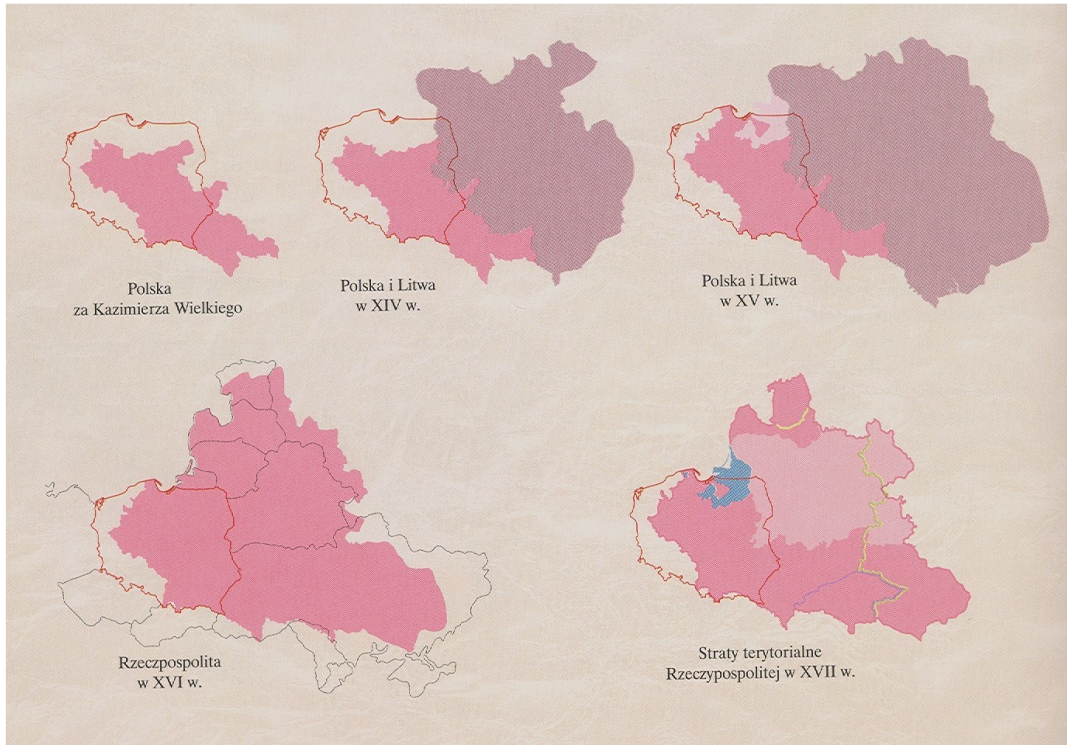 Polska
za Kazimierza Wielkiego
Polska i Litwa
w XIV w.
Polska i Litwa
w XV w.
Rzeczpospolita
w XVI w.
Straty terytorialne
Rzeczypospolitej w XVII w.